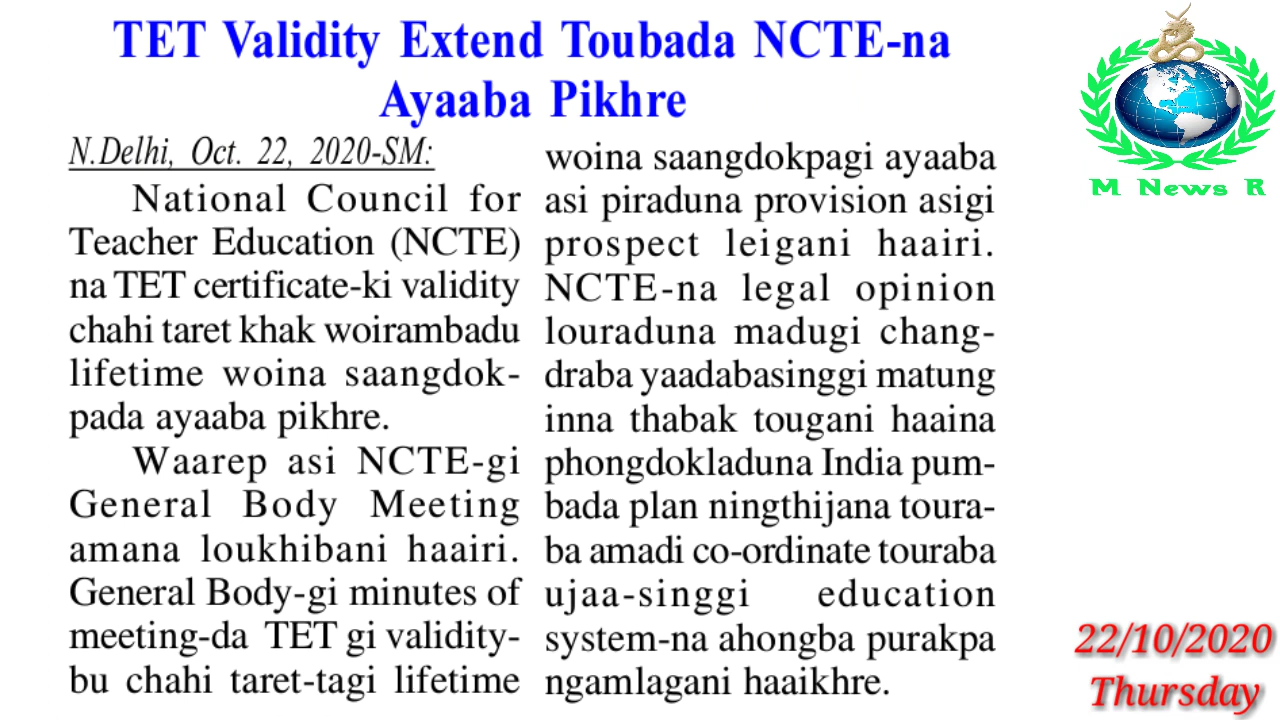 TET Validity Extend Toubada NCTE-na
Ayaaba Pikhre
N.Delhi, Oct. 22, 2020-SM:
National Council for
Teacher Education (NCTE)
na TET certificate-ki validity
chahi taret khak woirambadu
lifetime woina saangdok-
pada ayaaba pikhre.
Waarep asi NCTE-gi
General Body Meeting
amana loukhibani haairi.
General Body-gi minutes of
meeting-da TET gi validity-
bu chahi taret-tagi lifetime
woina saangdokpagi ayaaba
asi piraduna provision asigi
prospect leigani haairi.
NCTE-na legal opinion
louraduna madugi chang-
draba yaadabasinggi matung
inna thabak tougani haaina
phongdokladuna India pum-
bada plan ningthijana toura-
ba amadi co-ordinate touraba
ujaa-singgi education
system-na ahongba purakpa
ngamlagani haaikhre.
M News R
22/10/2020
Thursday